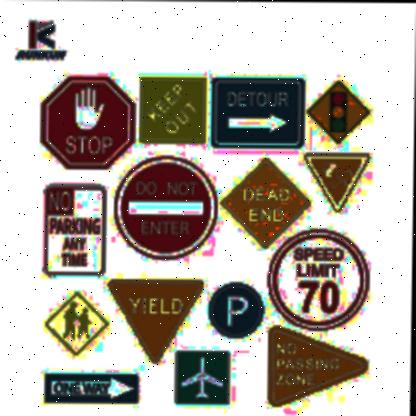 KEEP
OUT
DETOUR
STOP
NO
PARKING
ANY
TIME
DO NOT
ENTER
DEAD
END
SPEED
LIMIT
70
YIELD
P
NO
PASSING
ZONE
ONE WAY